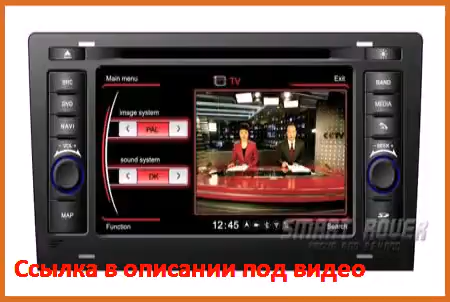 Main menu
TV
Exit
SRC
BAND
image system
PAL
DVD
MEDIA
NAVI
CCTV
sound system
VOL
DK
MAP
12:45
Function
Search
SMART ROVER
Ссылка в описании под видео